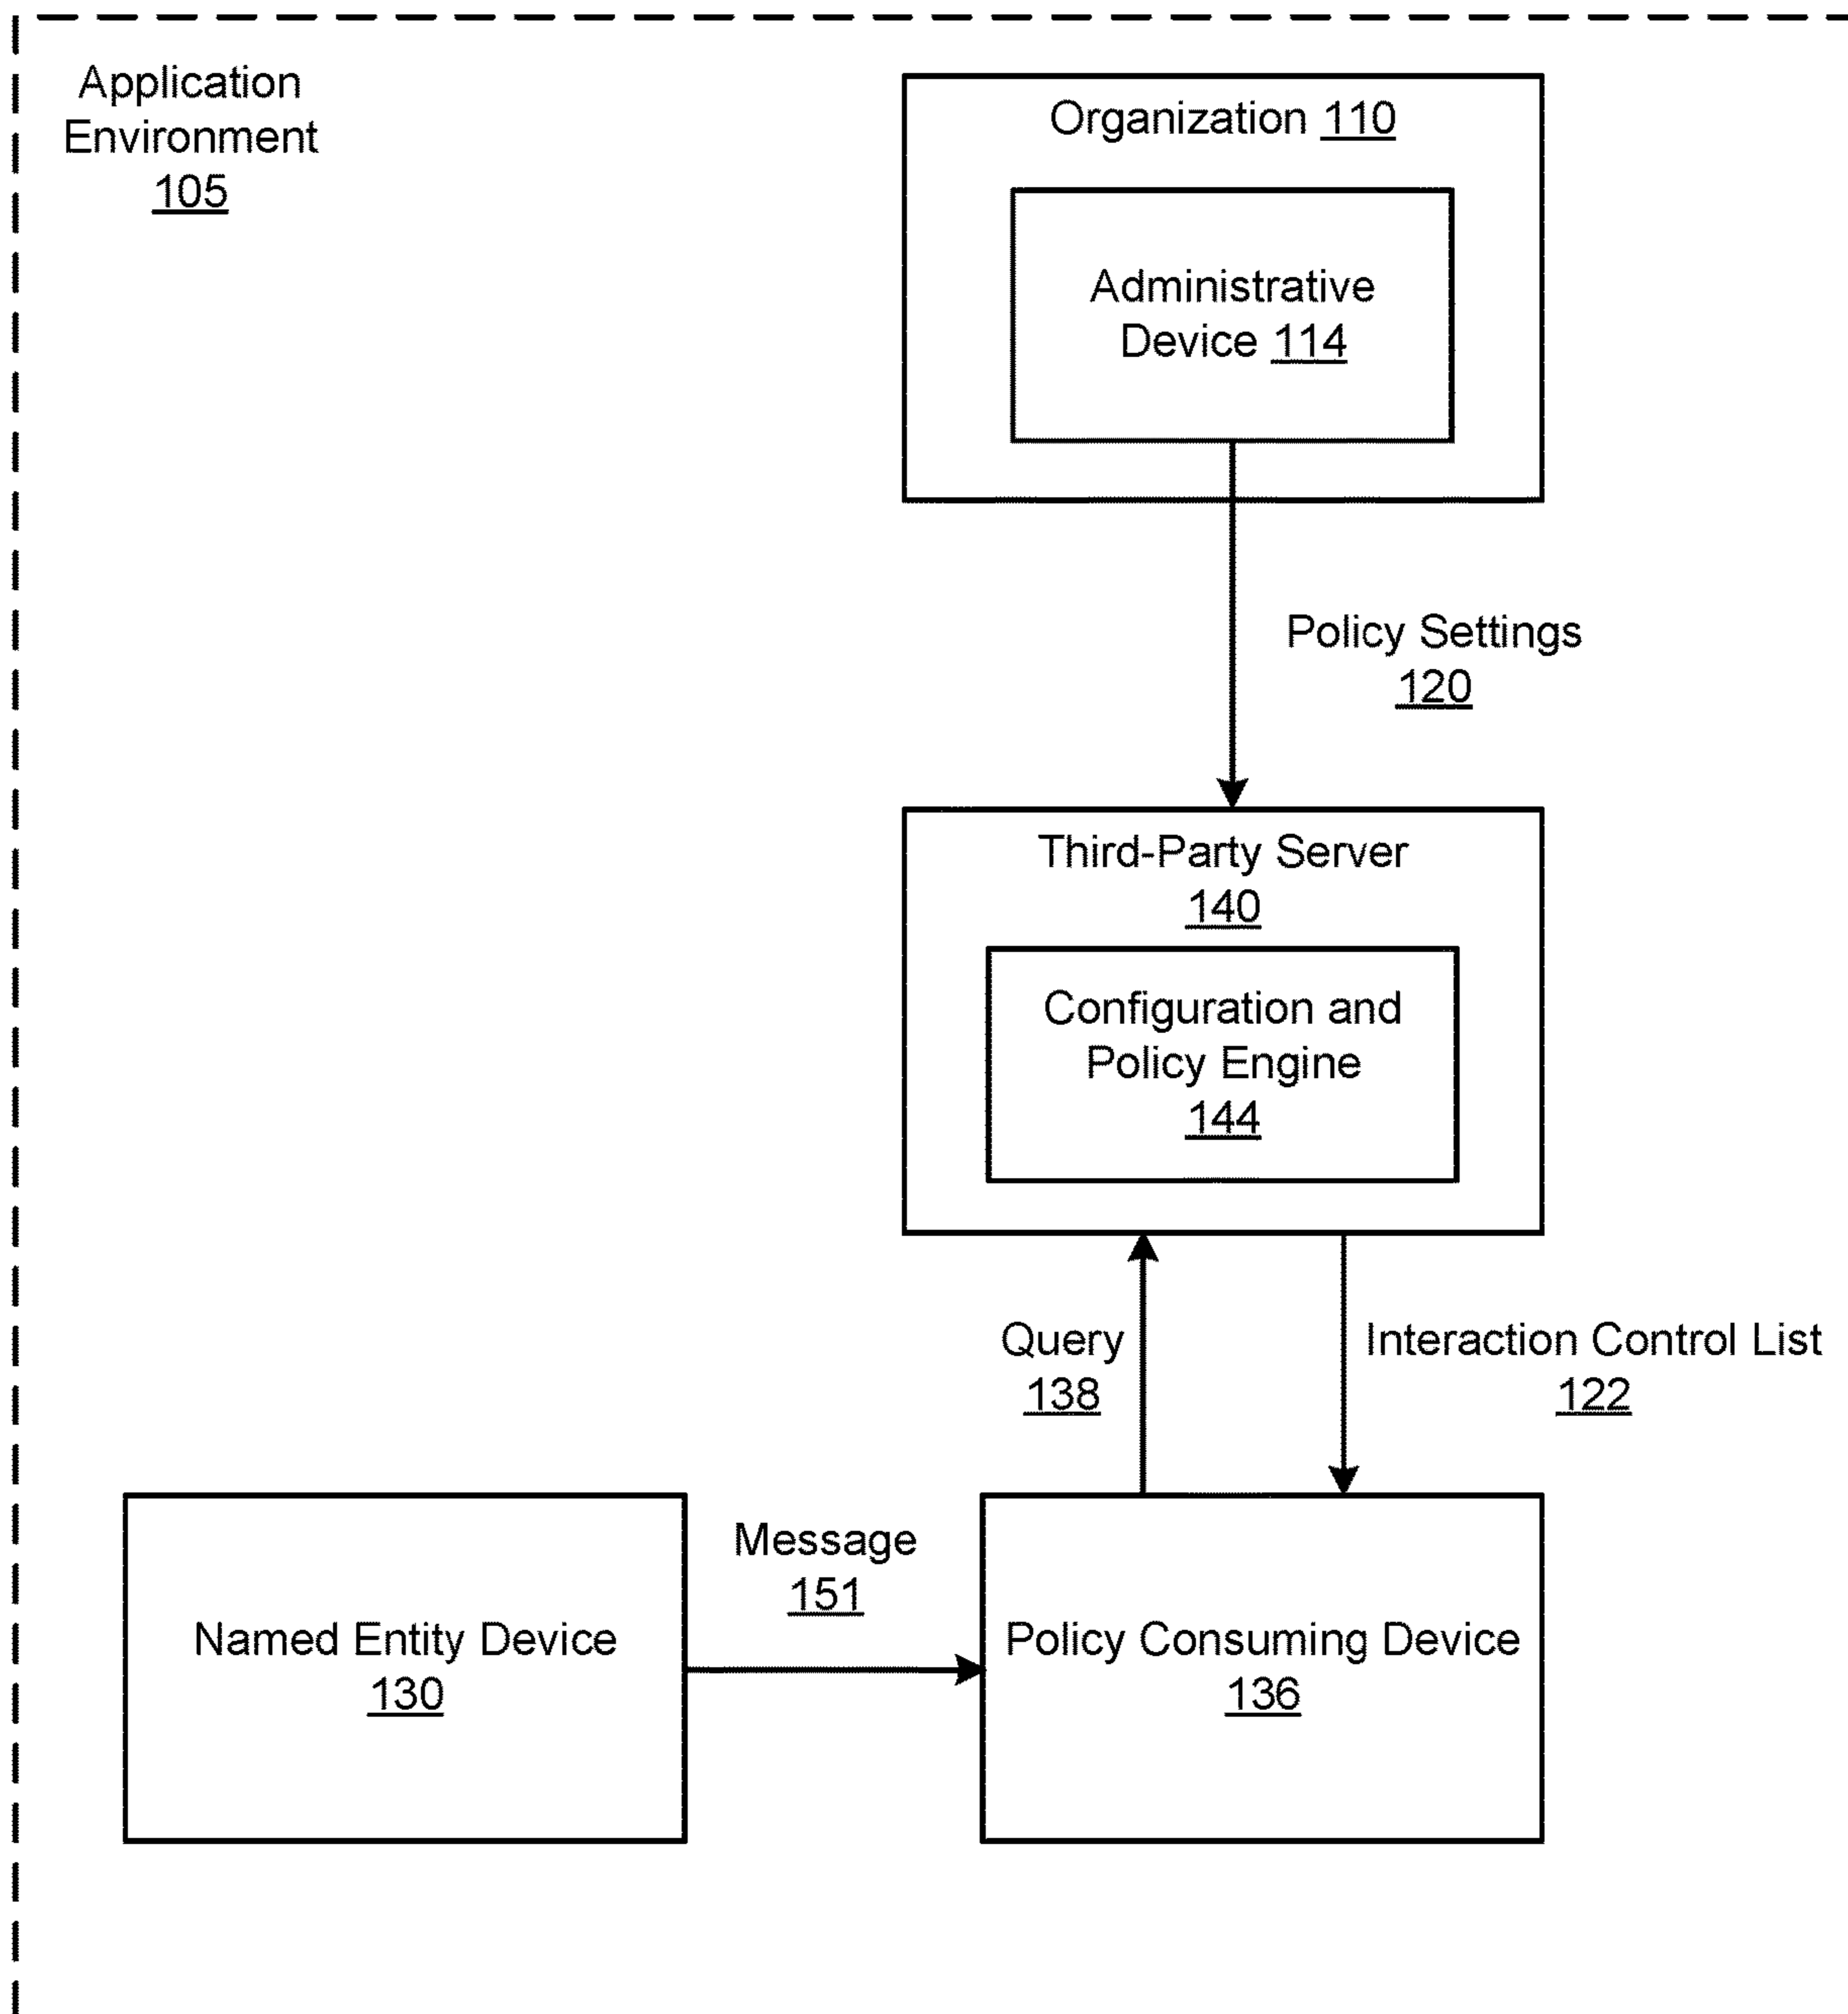 Application
Environment
105
Organization 110
Administrative
Device 114
Policy Settings
120
Third-Party Server
140
Configuration and
Policy Engine
144
Query
138
Interaction Control List
122
Message
151
Named Entity Device
130
Policy Consuming Device
136